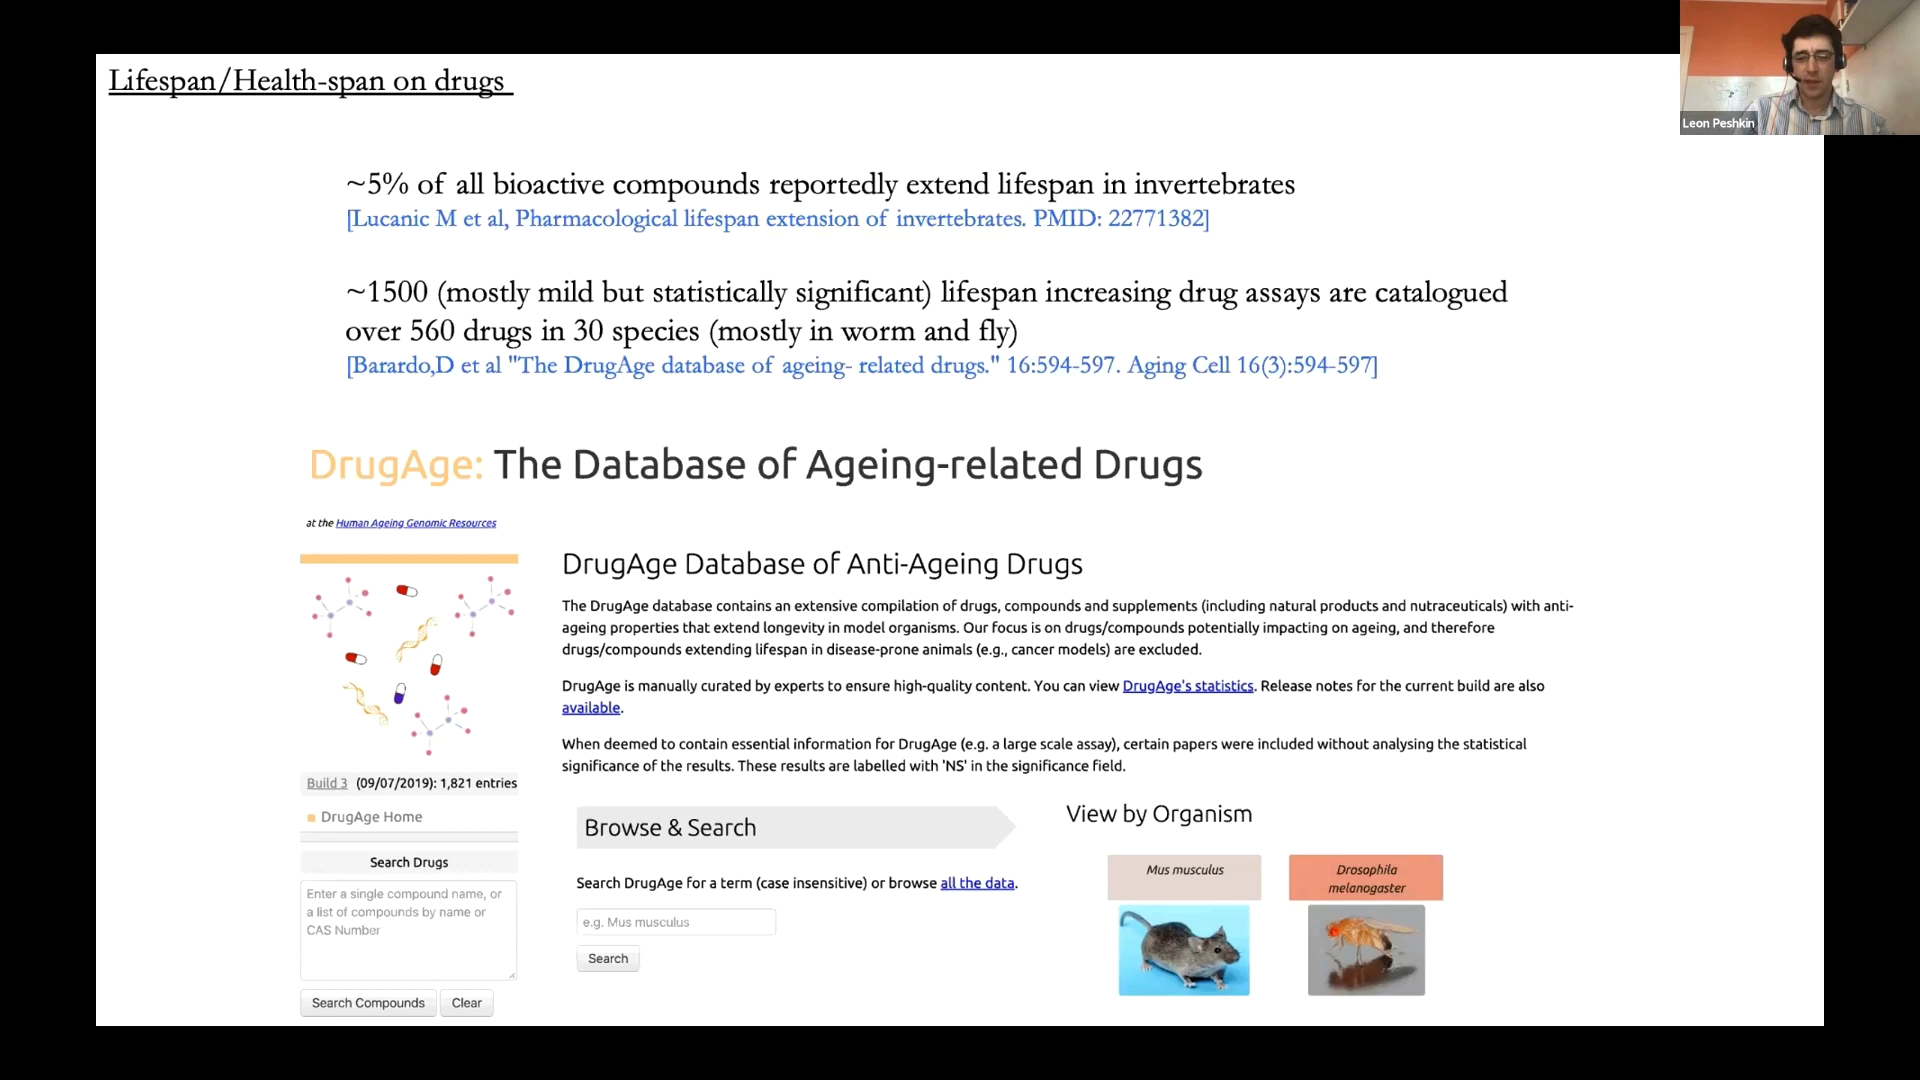 Lifespan/Health-span on drugs
Leon Peshkin
~5% of all bioactive compounds reportedly extend lifespan in invertebrates
[Lucanic M et al, Pharmacological lifespan extension of invertebrates. PMID: 22771382]
~1500 (mostly mild but statistically significant) lifespan increasing drug assays are catalogued
over 560 drugs in 30 species (mostly in worm and fly)
[Barardo,D et al "The DrugAge database of ageing- related drugs." 16:594-597. Aging Cell 16(3):594-597]
DrugAge: The Database of Ageing-related Drugs
at the Human Ageing Genomic Resources
DrugAge Database of Anti-Ageing Drugs
The DrugAge database contains an extensive compilation of drugs, compounds and supplements (including natural products and nutraceuticals) with anti-
ageing properties that extend longevity in model organisms. Our focus is on drugs/compounds potentially impacting on ageing, and therefore
drugs/compounds extending lifespan in disease-prone animals (e.g., cancer models) are excluded.
DrugAge is manually curated by experts to ensure high-quality content. You can view DrugAge's statistics. Release notes for the current build are also
available.
When deemed to contain essential information for DrugAge (e.g. a large scale assay), certain papers were included without analysing the statistical
significance of the results. These results are labelled with 'NS' in the significance field.
Build 3 (09/07/2019): 1,821 entries
DrugAge Home
Search Drugs
Enter a single compound name, or
a list of compounds by name or
CAS Number
Search Compounds
Clear
Browse & Search
Search DrugAge for a term (case insensitive) or browse all the data.
e.g. Mus musculus
Search
View by Organism
Mus musculus
Drosophila
melanogaster